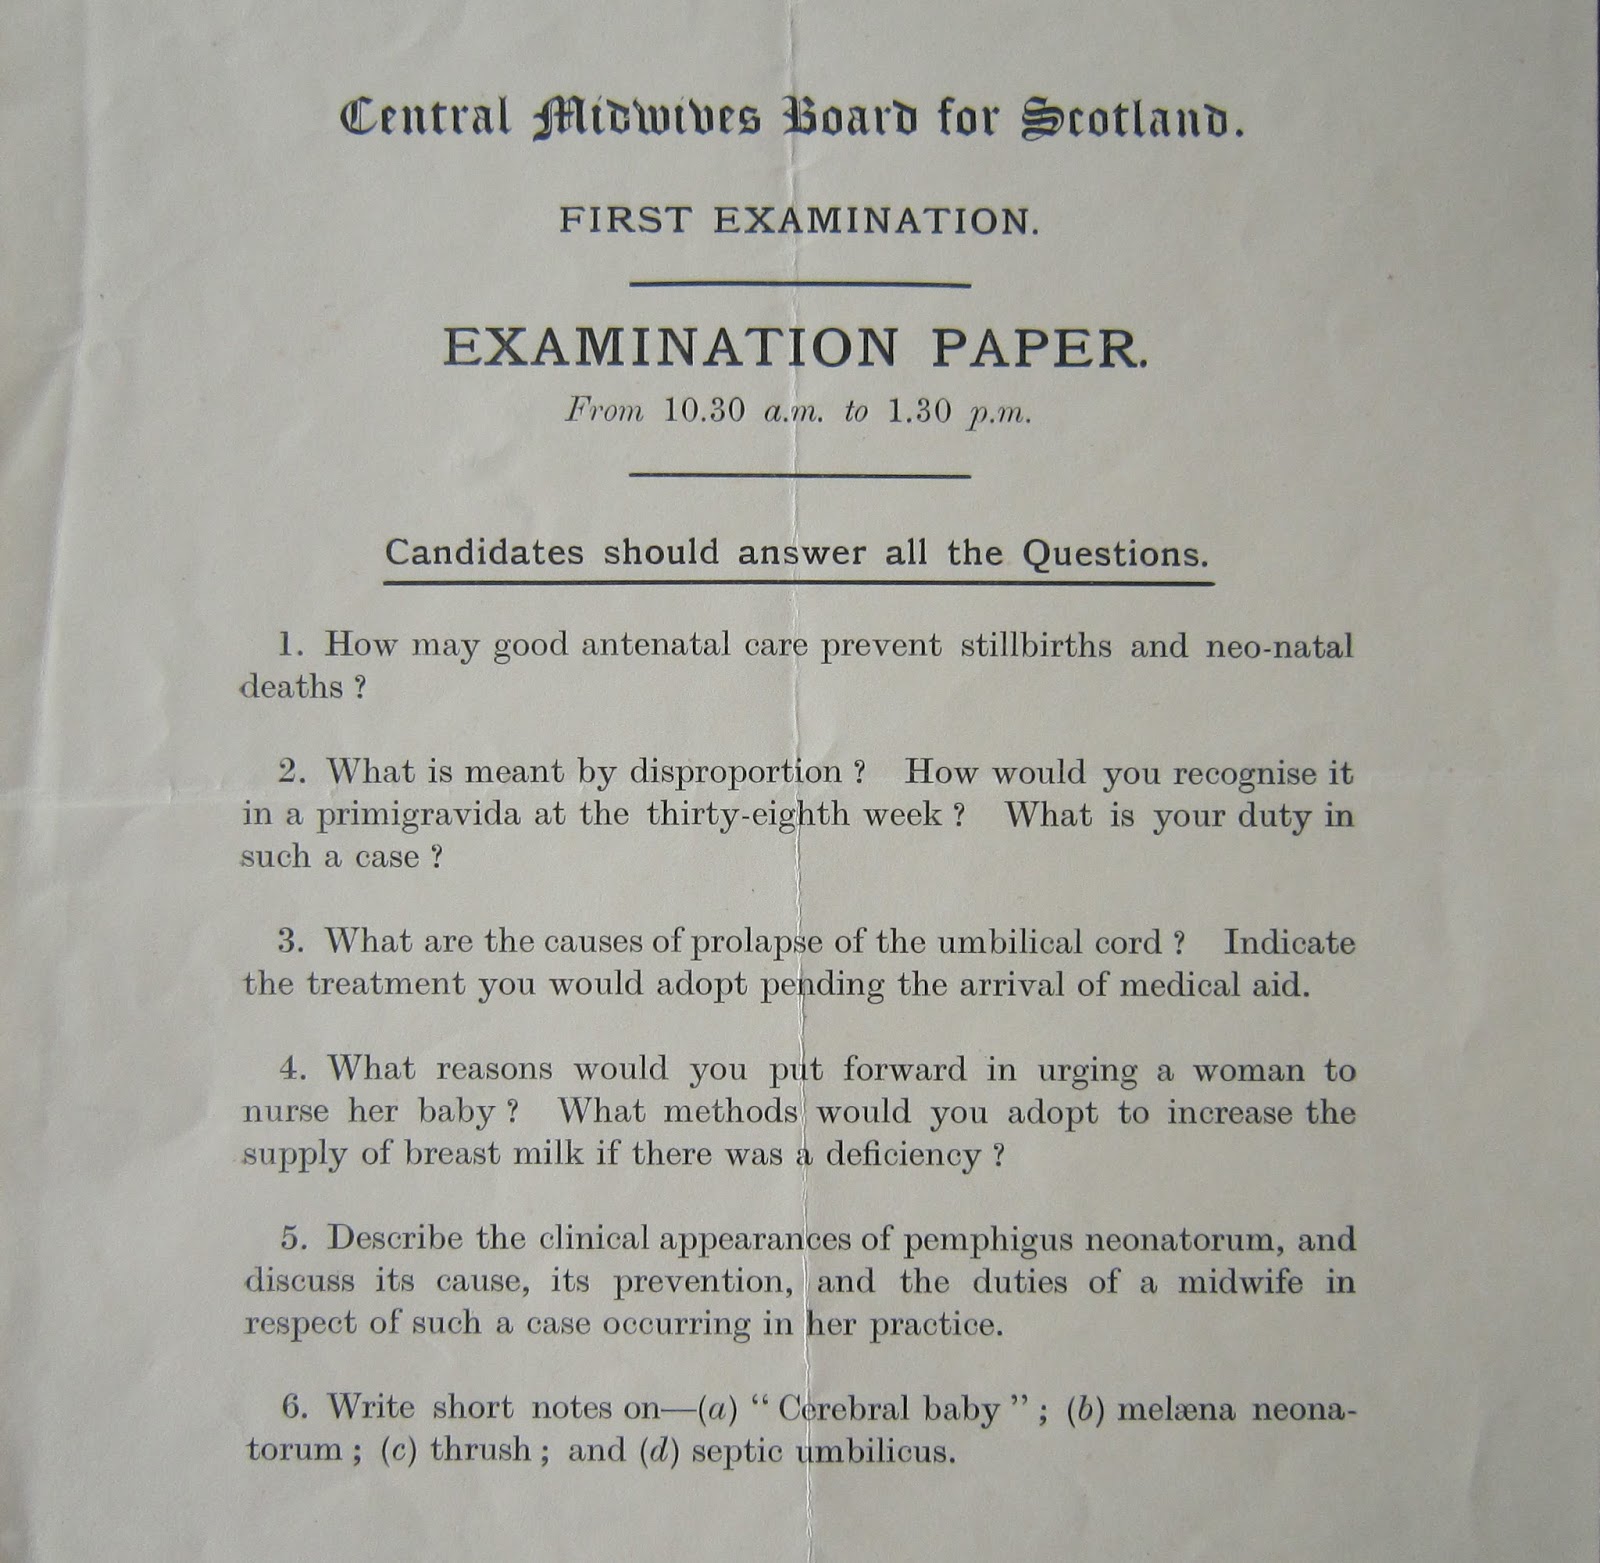 Central Midwives Board for Scotland.
FIRST EXAMINATION.
EXAMINATION PAPER.
From 10.30 a.m. to 1.30 p.m.
Candidates should answer all the Questions.
1. How may good antenatal care prevent stillbirths and neo-natal
deaths ?
2. What is meant by disproportion ? How would you recognise it
in a primigravida at the thirty-eighth week ? What is your duty in
such a case ?
3. What are the causes of prolapse of the umbilical cord ? Indicate
the treatment you would adopt pending the arrival of medical aid.
4. What reasons would you put forward in urging a woman to
nurse her baby ? What methods would you adopt to increase the
supply of breast milk if there was a deficiency ?
5. Describe the clinical appearances of pemphigus neonatorum, and
discuss its cause, its prevention, and the duties of a midwife in
respect of such a case occurring in her practice.
6. Write short notes on—(a) “ Cerebral baby ” ; (b) melæna neona-
torum ; (c) thrush ; and (d) septic umbilicus.